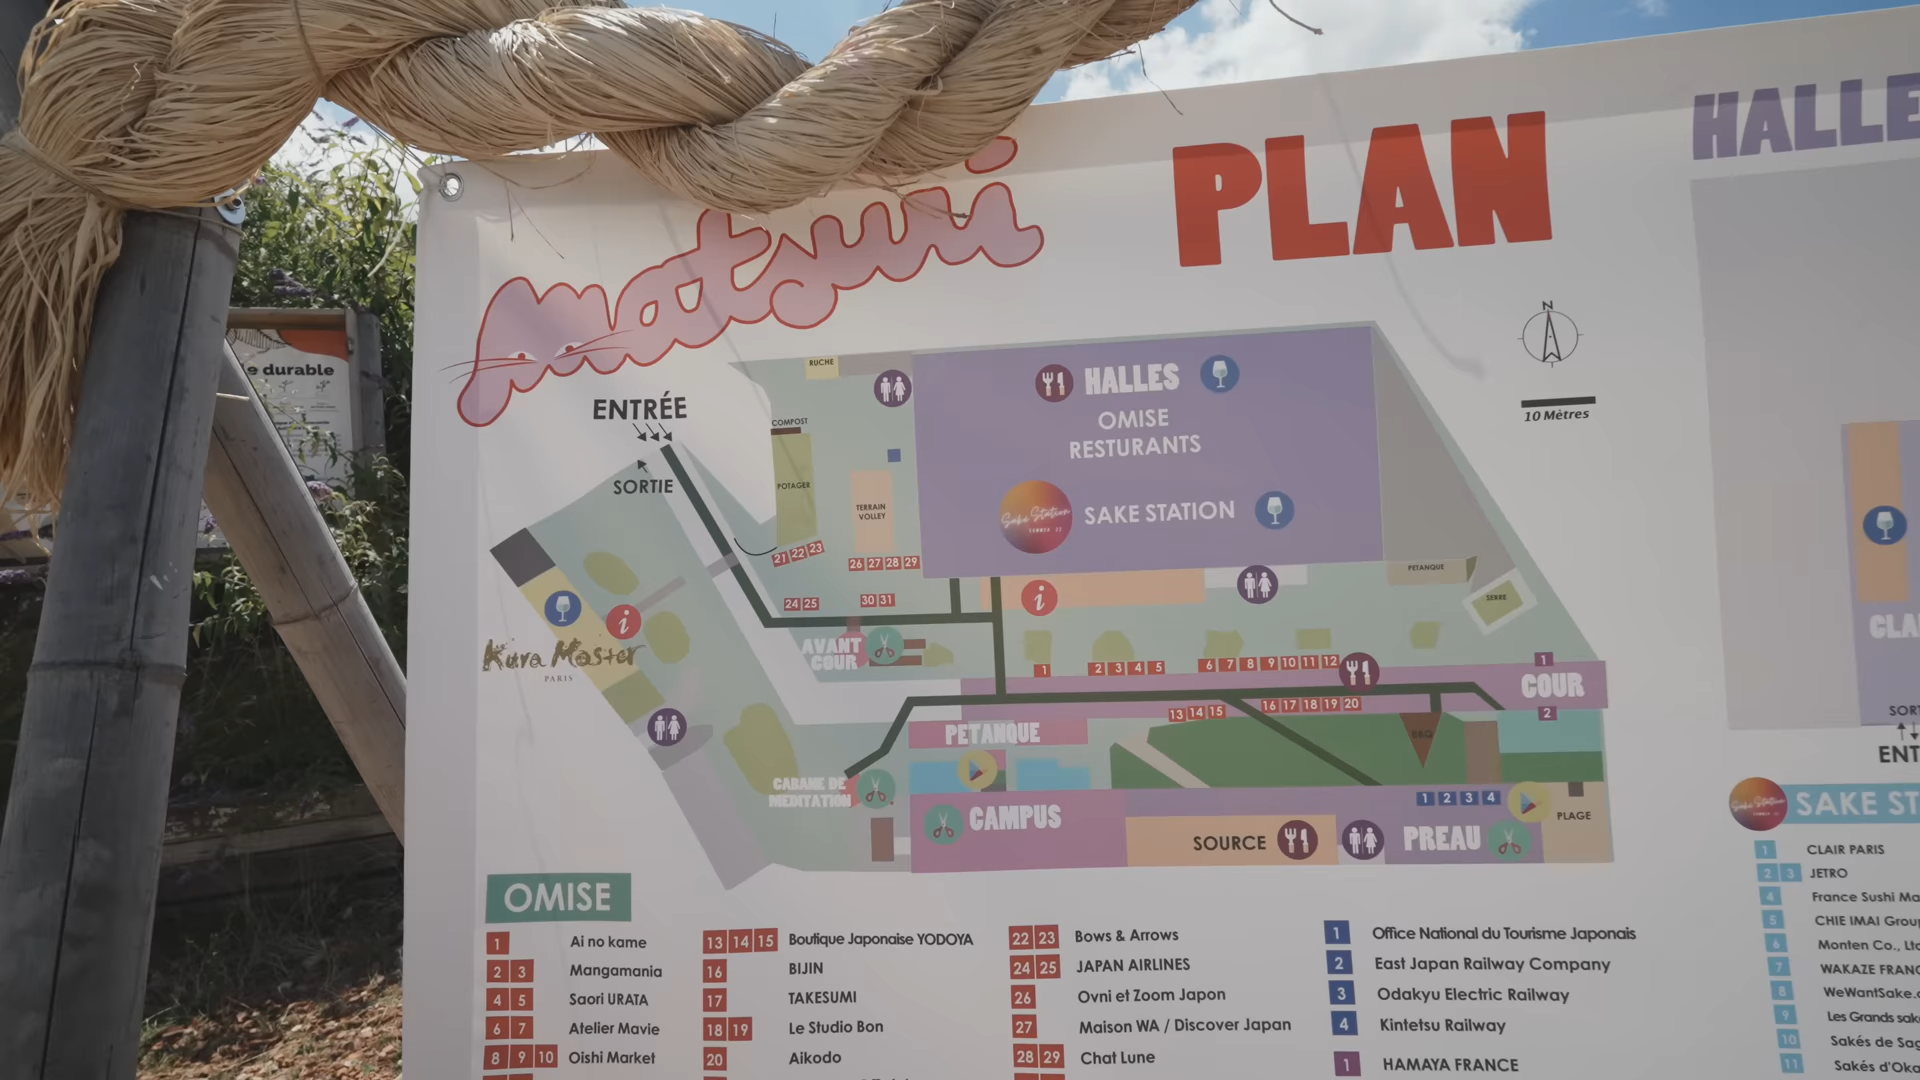 matsuri
PLAN
HALLE
e durable
N
10 Mètres
RUCHE
ENTRÉE
SORTIE
COMPOST
POTAGER
TERRAIN
VOLLEY
HALLES
OMISE
RESTURANTS
Sake Station
SAKE STATION
21 22 23
26 27 28 29
24 25
30 31
i
i
PETANQUE
SERRE
Kura Master
PARIS
AVANT
COUR
1
2 3 4 5
6 7 8 9 10 11 12
1
COUR
2
13 14 15
16 17 18 19 20
PETANQUE
BBQ
CABANE DE
MEDITATION
CAMPUS
SOURCE
1 2 3 4
PREAU
PLAGE
OMISE
1 Ai no kame
2 3 Mangamania
4 5 Saori URATA
6 7 Atelier Mavie
8 9 10 Oishi Market
13 14 15 Boutique Japonaise YODOYA
16 BIJIN
17 TAKESUMI
18 19 Le Studio Bon
20 Aikodo
22 23 Bows & Arrows
24 25 JAPAN AIRLINES
26 Ovni et Zoom Japon
27 Maison WA / Discover Japan
28 29 Chat Lune
1 Office National du Tourisme Japonais
2 East Japan Railway Company
3 Odakyu Electric Railway
4 Kintetsu Railway
1 HAMAYA FRANCE
CLA
SORT
ENT
Sake Station
SAKE ST
1 CLAIR PARIS
2 3 JETRO
4 France Sushi Ma
5 CHIE IMAI Group
6 Monten Co., Ltd
7 WAKAZE FRANC
8 WeWantSake.c
9 Les Grands sak
10 Sakés de Sag
11 Sakés d'Oka